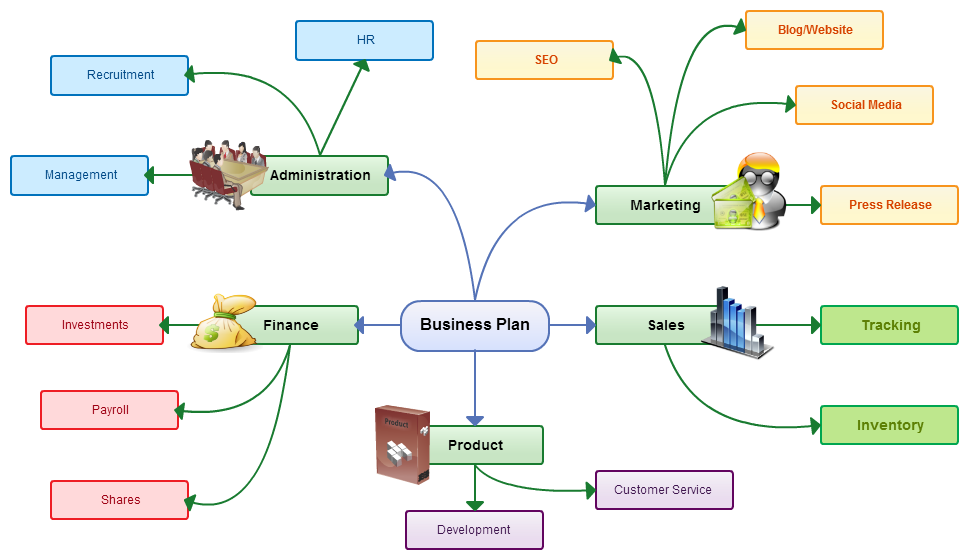 HR
Recruitment
Management
Administration
SEO
Blog/Website
Social Media
Marketing
Press Release
Investments
Finance
Business Plan
Sales
Tracking
Payroll
Inventory
Product
Product
Shares
Customer Service
Development